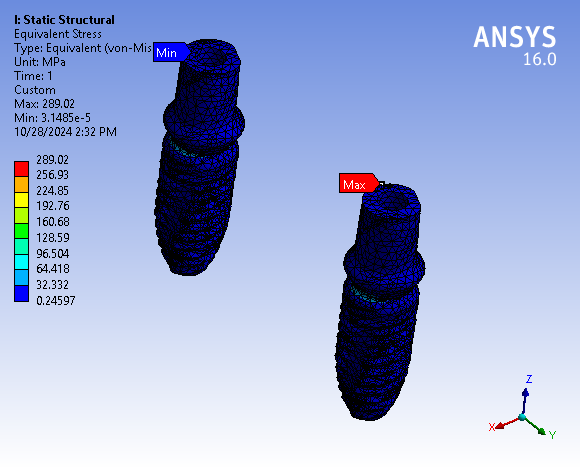 I: Static Structural
Equivalent Stress
Type: Equivalent (von-Mis
Unit: MPa
Time: 1
Custom
Max: 289.02
Min: 3.1485e-5
10/28/2024 2:32 PM
289.02
256.93
224.85
192.76
160.68
128.59
96.504
64.418
32.332
0.24597
Min
Max
ANSYS
16.0
Z
X
Y